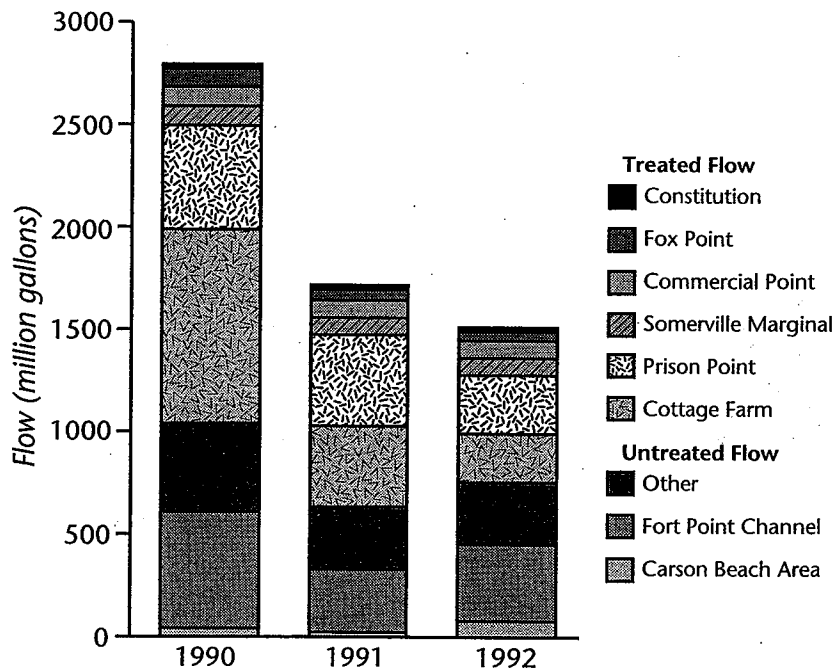 3000
2500
2000
1500
1000
500
0
Flow (million gallons)
1990
1991
1992
Treated Flow
Constitution
Fox Point
Commercial Point
Somerville Marginal
Prison Point
Cottage Farm
Untreated Flow
Other
Fort Point Channel
Carson Beach Area